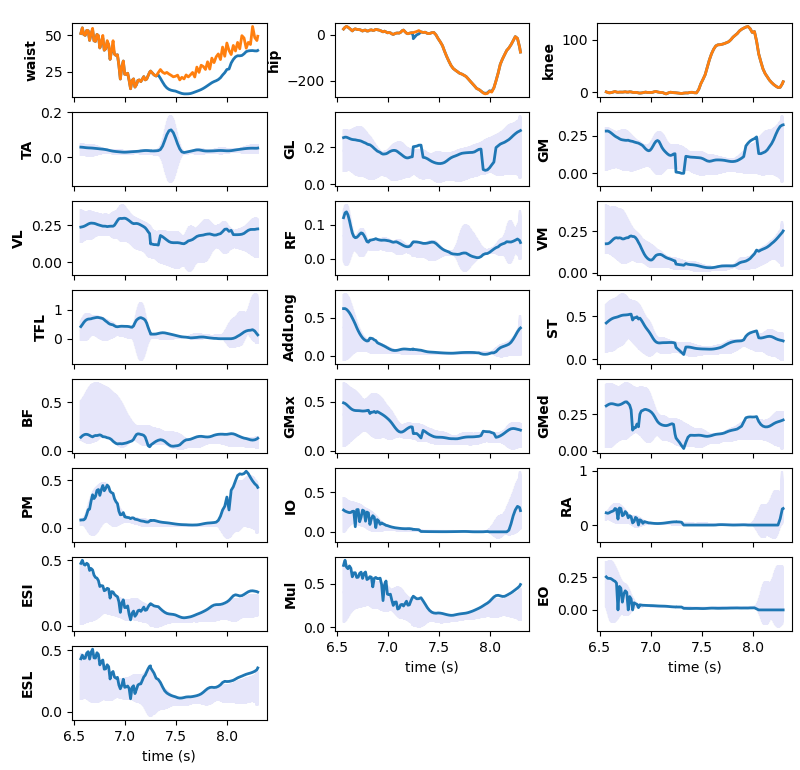 waist 50 25
hip 0 −200
knee 100 0
TA 0.2 0.0
GL 0.2 0.0
GM 0.25 0.00
VL 0.25 0.00
RF 0.1 0.0
VM 0.25 0.00
TFL 1 0
AddLong 0.5 0.0
ST 0.5 0.0
BF 0.5 0.0
GMax 0.5 0.0
GMed 0.25 0.00
PM 0.5 0.0
IO 0.5 0.0
RA 1 0
ESI 0.5 0.0
Mul 0.5 0.0
6.5 7.0 7.5 8.0
time (s)
EO 0.25 0.00
6.5 7.0 7.5 8.0
time (s)
ESL 0.5 0.0
6.5 7.0 7.5 8.0
time (s)